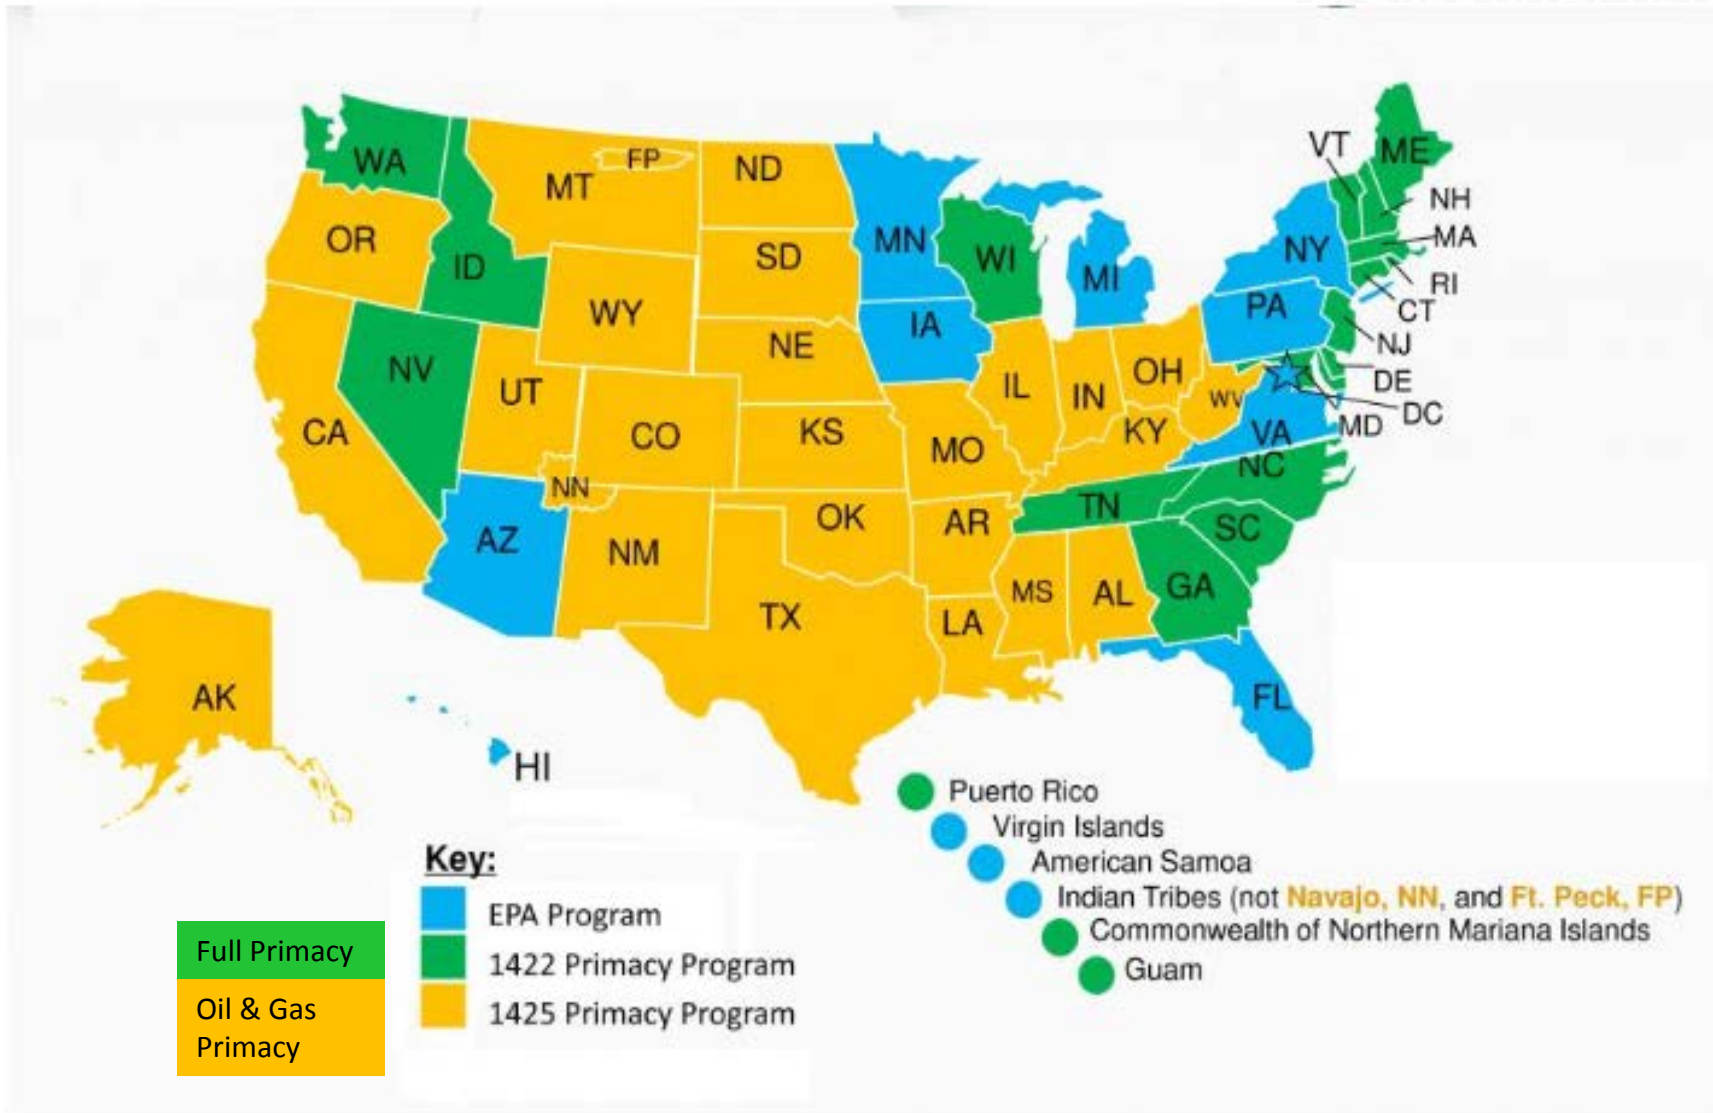 WA
MT
FP
ND
MN
VT
ME
OR
ID
SD
WI
MI
NY
NH
MA
WY
RI
PA
CT
NV
UT
NE
IA
NJ
CA
CO
KS
IL
IN
OH
WV
DE
DC
MO
KY
VA
MD
NN
NC
AZ
NM
OK
AR
TN
SC
TX
LA
MS
AL
GA
AK
HI
FL
Puerto Rico
Virgin Islands
American Samoa
Indian Tribes (not Navajo, NN, and Ft. Peck, FP)
Commonwealth of Northern Mariana Islands
Guam
Key:
EPA Program
1422 Primacy Program
1425 Primacy Program
Full Primacy
Oil & Gas
Primacy